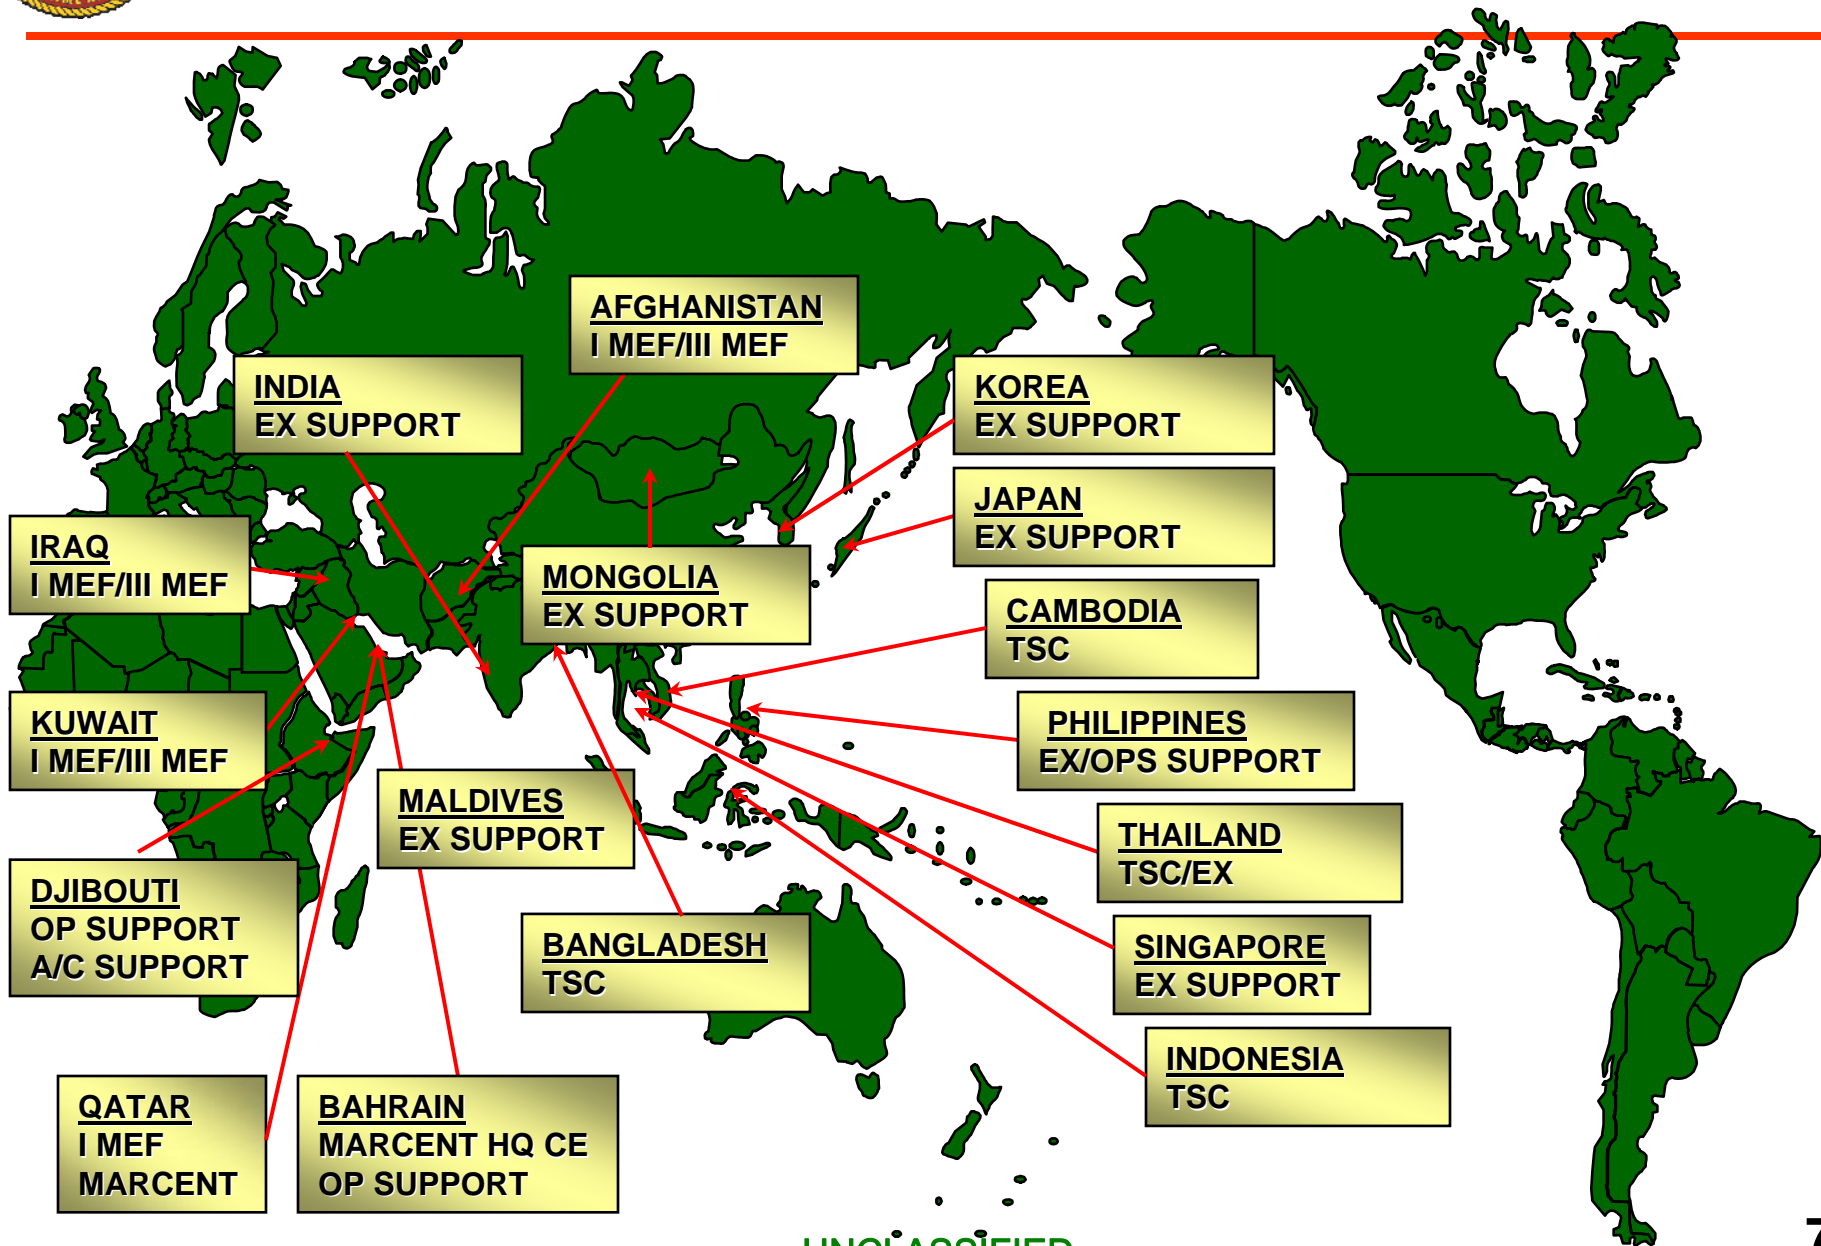 AFGHANISTAN
I MEF/III MEF
INDIA
EX SUPPORT
KOREA
EX SUPPORT
JAPAN
EX SUPPORT
IRAQ
I MEF/III MEF
MONGOLIA
EX SUPPORT
CAMBODIA
TSC
KUWAIT
I MEF/III MEF
PHILIPPINES
EX/OPS SUPPORT
MALDIVES
EX SUPPORT
THAILAND
TSC/EX
DJIBOUTI
OP SUPPORT
A/C SUPPORT
BANGLADESH
TSC
SINGAPORE
EX SUPPORT
INDONESIA
TSC
QATAR
I MEF
MARCENT
BAHRAIN
MARCENT HQ CE
OP SUPPORT
UNCLASSIFIED
7